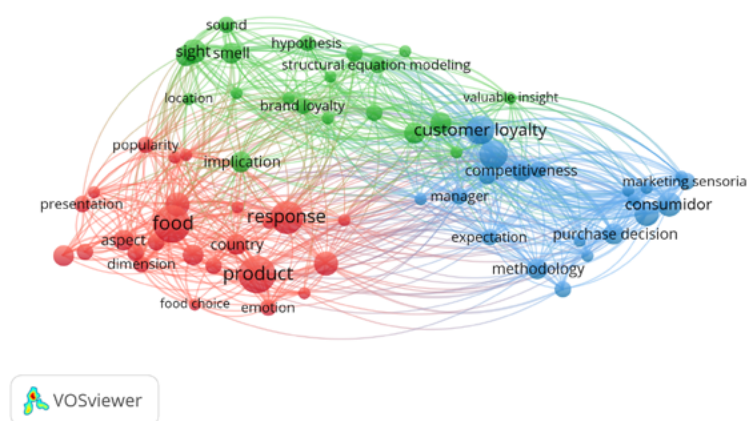 sound
sight smell
hypothesis
structural equation modeling
location
brand loyalty
valuable insight
customer loyalty
popularity
implication
competitiveness
marketing sensoria
presentation
manager
consumidor
food
response
aspect
country
expectation
purchase decision
dimension
product
methodology
food choice
emotion
VOSviewer